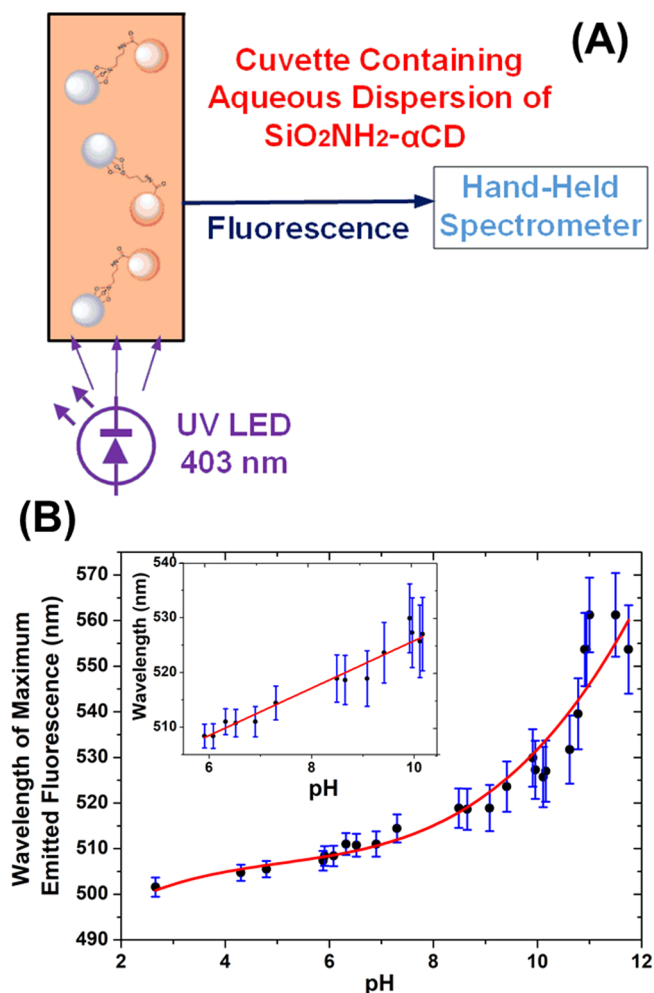 (A)
Cuvette Containing
Aqueous Dispersion of
SiO2NH2-αCD
Fluorescence
Hand-Held
Spectrometer
UV LED
403 nm
(B)
Wavelength of Maximum
Emitted Fluorescence (nm)
570
560
550
540
530
520
510
500
490
2
4
6
8
10
12
pH
Wavelength (nm)
540
530
520
510
6
8
10
pH